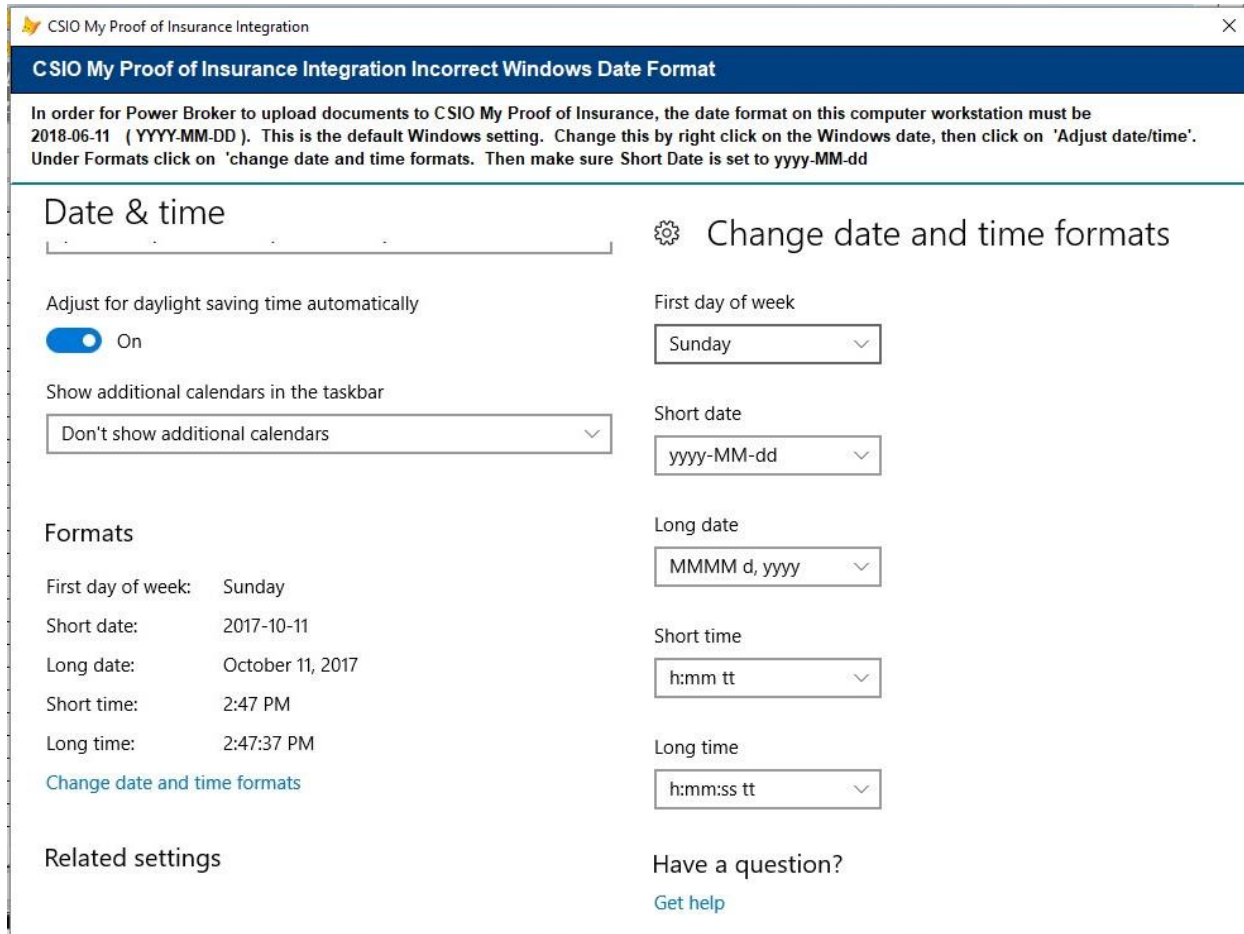 CSIO My Proof of Insurance Integration
CSIO My Proof of Insurance Integration Incorrect Windows Date Format
In order for Power Broker to upload documents to CSIO My Proof of Insurance, the date format on this computer workstation must be
2018-06-11 ( YYYY-MM-DD ). This is the default Windows setting. Change this by right click on the Windows date, then click on 'Adjust date/time'.
Under Formats click on 'change date and time formats. Then make sure Short Date is set to yyyy-MM-dd
Date & time
Adjust for daylight saving time automatically
On
Show additional calendars in the taskbar
Don't show additional calendars
Formats
First day of week: Sunday
Short date: 2017-10-11
Long date: October 11, 2017
Short time: 2:47 PM
Long time: 2:47:37 PM
Change date and time formats
Related settings
Change date and time formats
First day of week
Sunday
Short date
yyyy-MM-dd
Long date
MMMM d, yyyy
Short time
h:mm tt
Long time
h:mm:ss tt
Have a question?
Get help